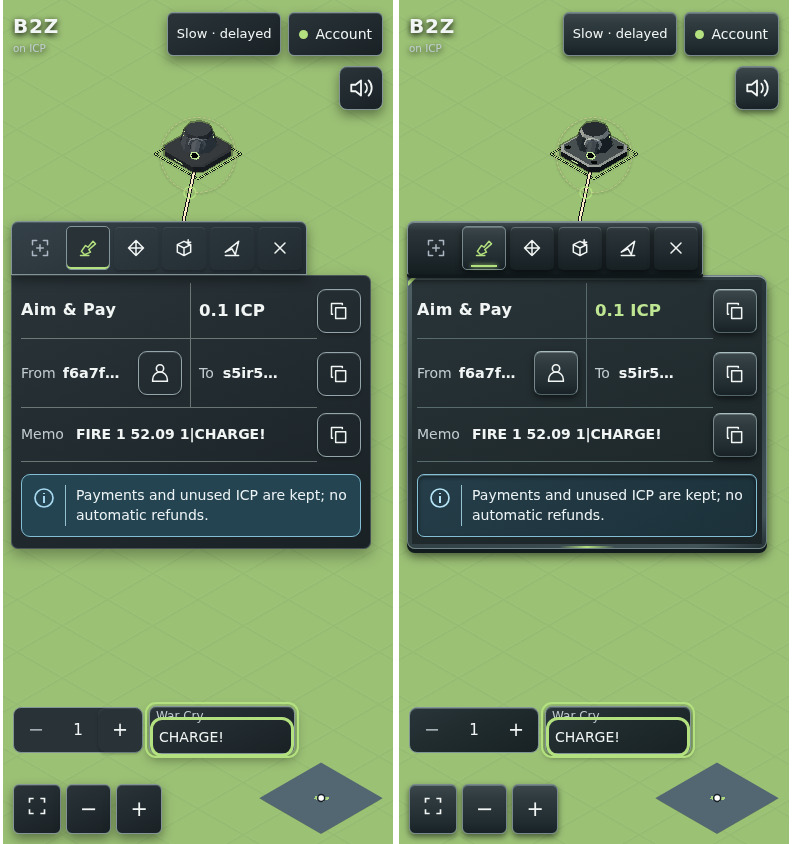 B2Z
on ICP
Slow · delayed
Account
Aim & Pay
0.1 ICP
From f6a7f...
To s5ir5...
Memo FIRE 1 52.09 1|CHARGE!
Payments and unused ICP are kept; no
automatic refunds.
− 1 +
War Cry
CHARGE!
− +
B2Z
on ICP
Slow · delayed
Account
Aim & Pay
0.1 ICP
From f6a7f...
To s5ir5...
Memo FIRE 1 52.09 1|CHARGE!
Payments and unused ICP are kept; no
automatic refunds.
− 1 +
War Cry
CHARGE!
− +